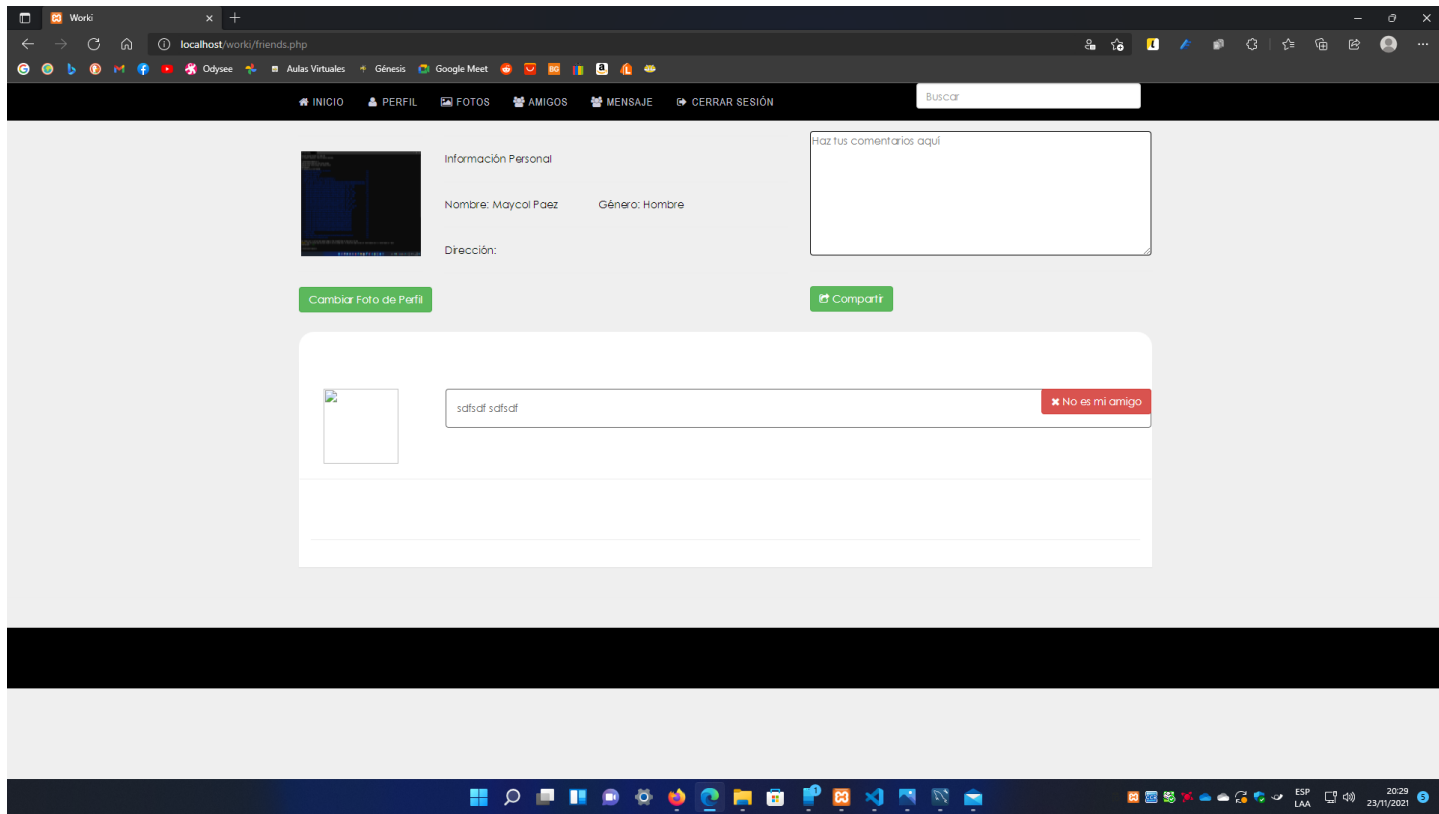 Worki
localhost/worki/friends.php
Odysee Aulas Virtuales Génesis Google Meet BG a
INICIO PERFIL FOTOS AMIGOS MENSAJE CERRAR SESIÓN Buscar
Haz tus comentarios aquí
Información Personal
Nombre: Maycol Paez Género: Hombre
Dirección:
Cambiar Foto de Perfil Compartir
sdfsdf sdfsdf No es mi amigo
ESP 20:29
LAA 23/11/2021 5